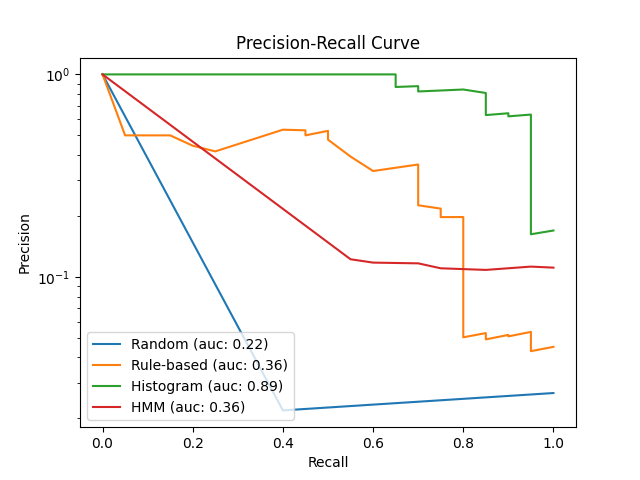 Precision-Recall Curve
10⁰
10⁻¹
Precision
Random (auc: 0.22)
Rule-based (auc: 0.36)
Histogram (auc: 0.89)
HMM (auc: 0.36)
0.0 0.2 0.4 0.6 0.8 1.0
Recall